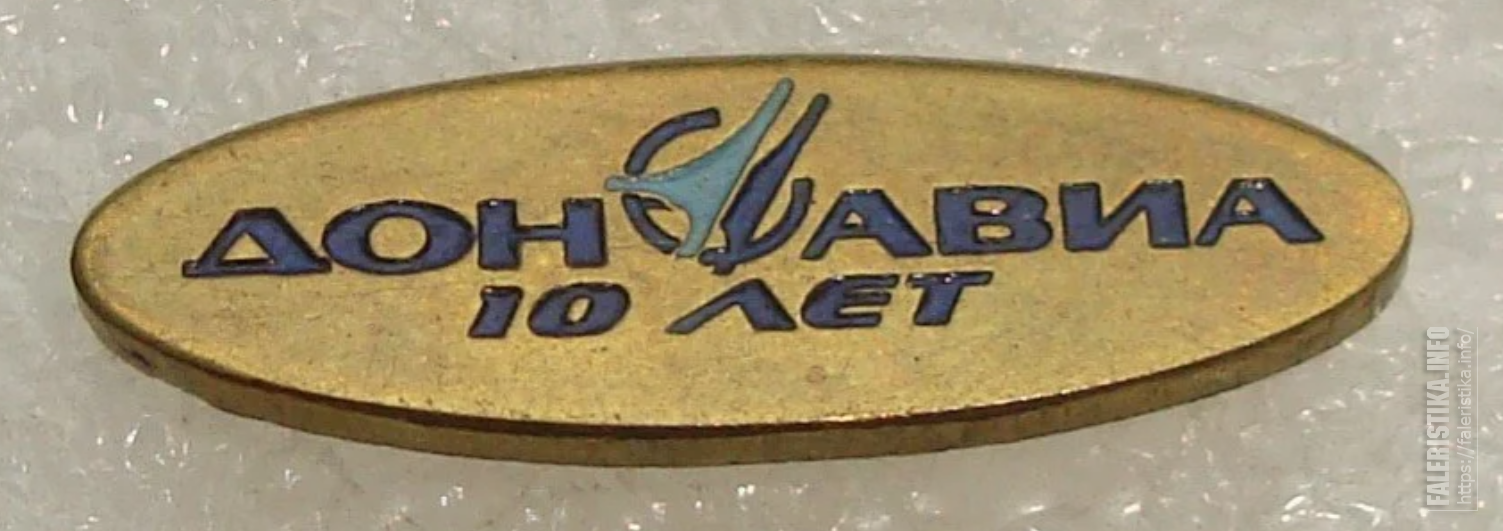 ДОН АВИА
10 ЛЕТ
FALERISTIKA.INFO
https://faleristika.info/